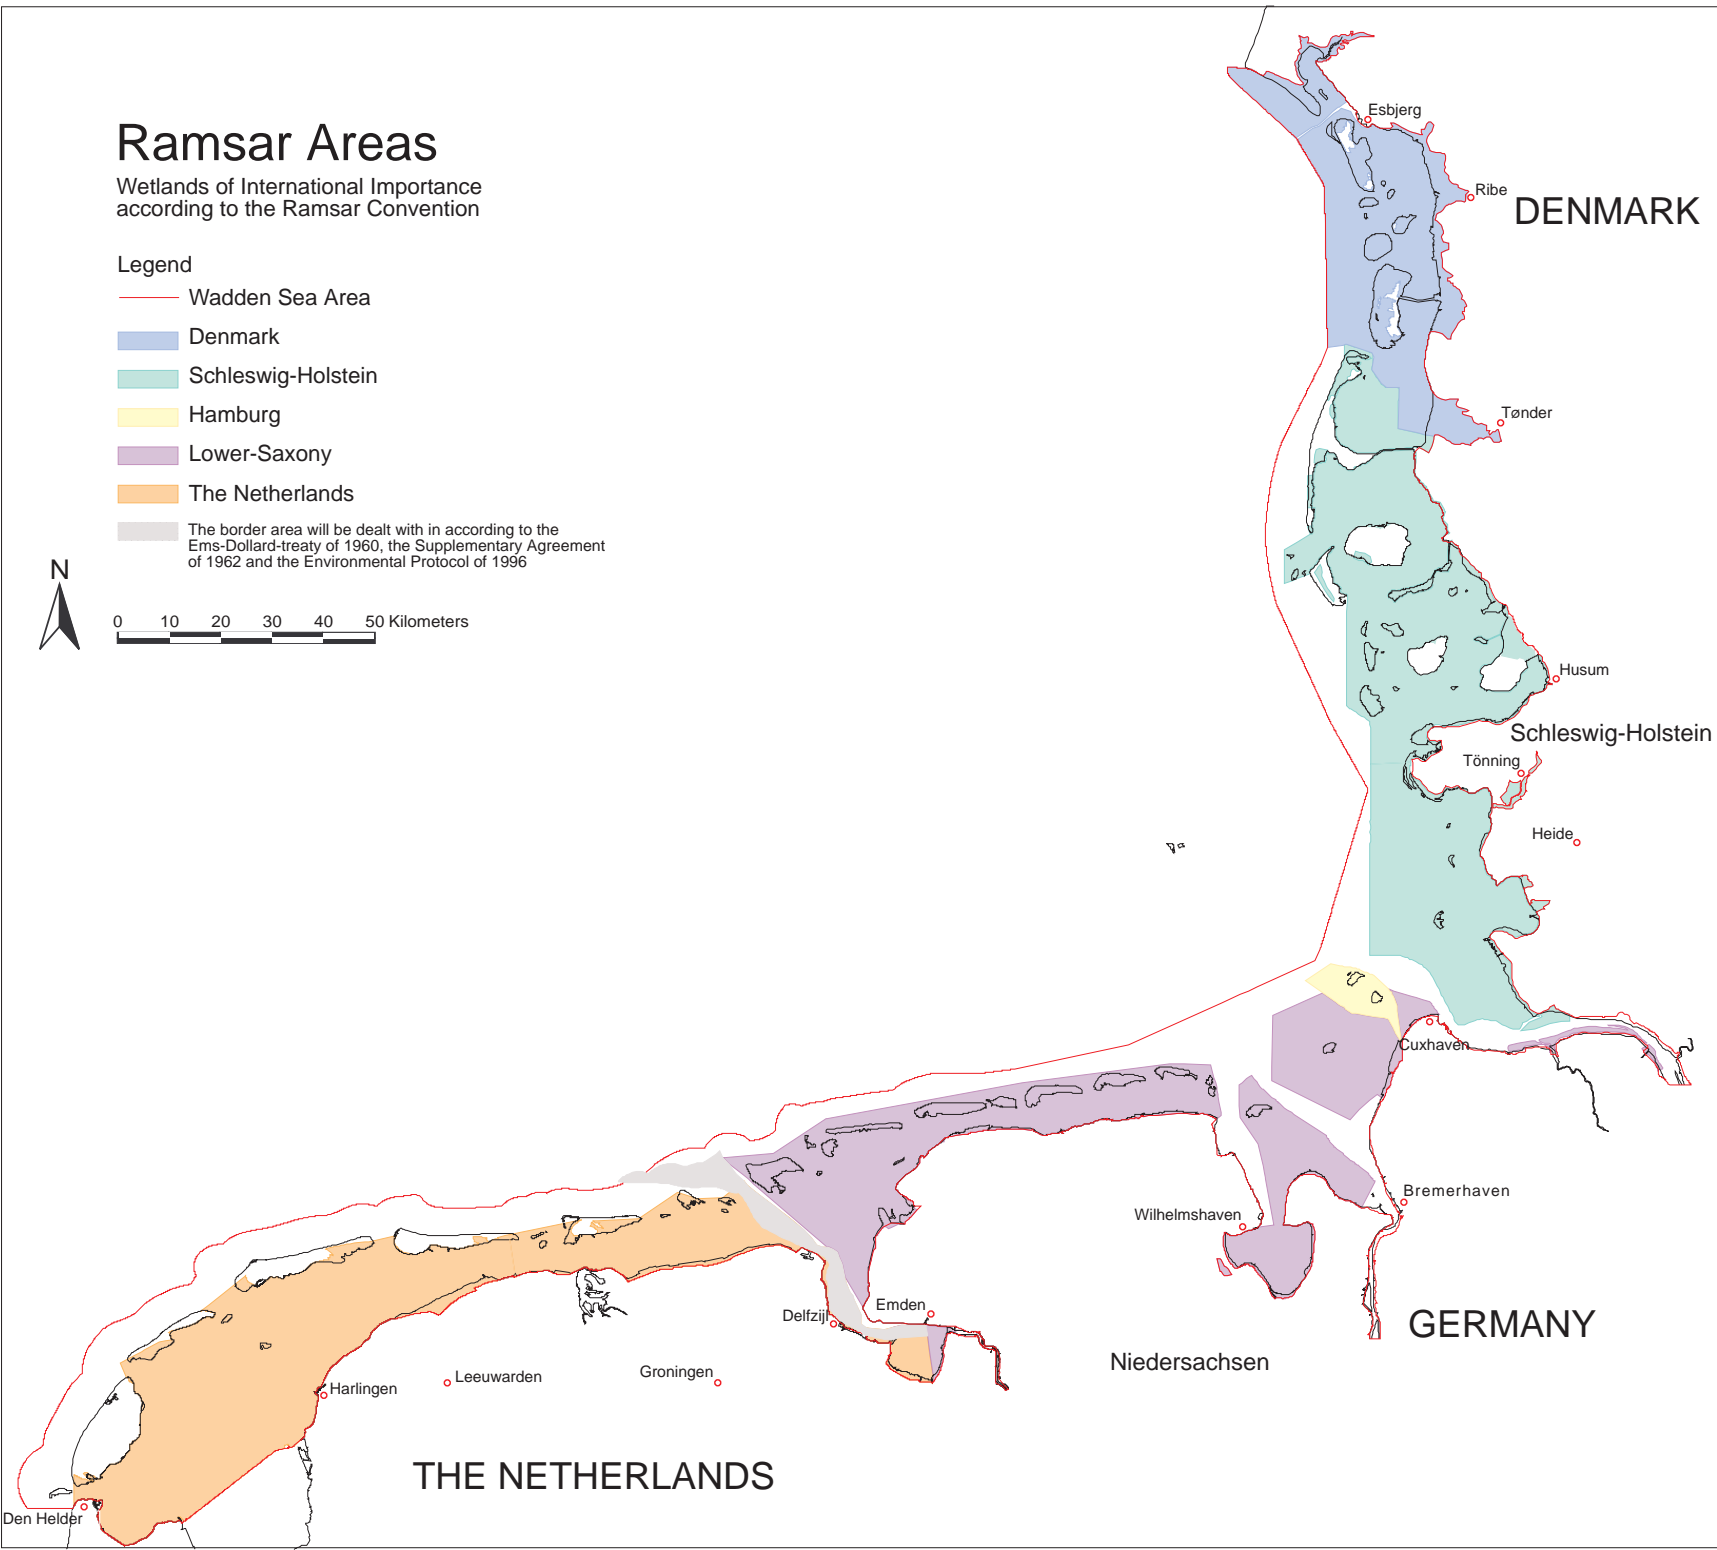 Ramsar Areas
Wetlands of International Importance
according to the Ramsar Convention
Legend
Wadden Sea Area
Denmark
Schleswig-Holstein
Hamburg
Lower-Saxony
The Netherlands
The border area will be dealt with in according to the
Ems-Dollard-treaty of 1960, the Supplementary Agreement
of 1962 and the Environmental Protocol of 1996
N
0 10 20 30 40 50 Kilometers
Esbjerg
Ribe
DENMARK
Tønder
Husum
Schleswig-Holstein
Tönning
Heide
Cuxhaven
Bremerhaven
Wilhelmshaven
Emden
Delfzijl
GERMANY
Niedersachsen
Groningen
Leeuwarden
Harlingen
THE NETHERLANDS
Den Helder